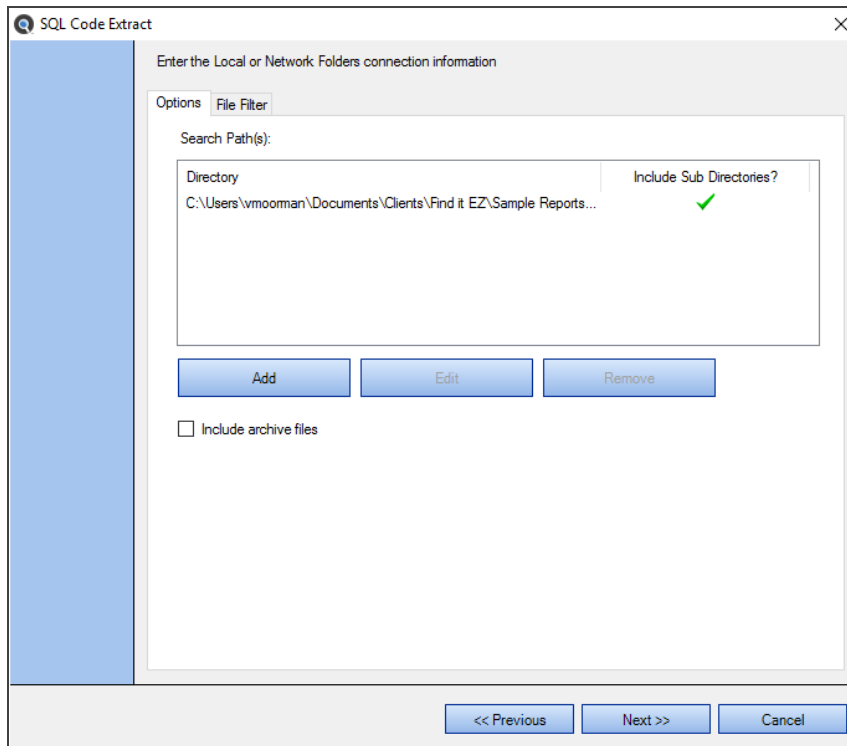 SQL Code Extract
Enter the Local or Network Folders connection information
Options File Filter
Search Path(s):
Directory Include Sub Directories?
C:\Users\vmoorman\Documents\Clients\Find it EZ\Sample Reports...
Add Edit Remove
Include archive files
<< Previous Next >> Cancel